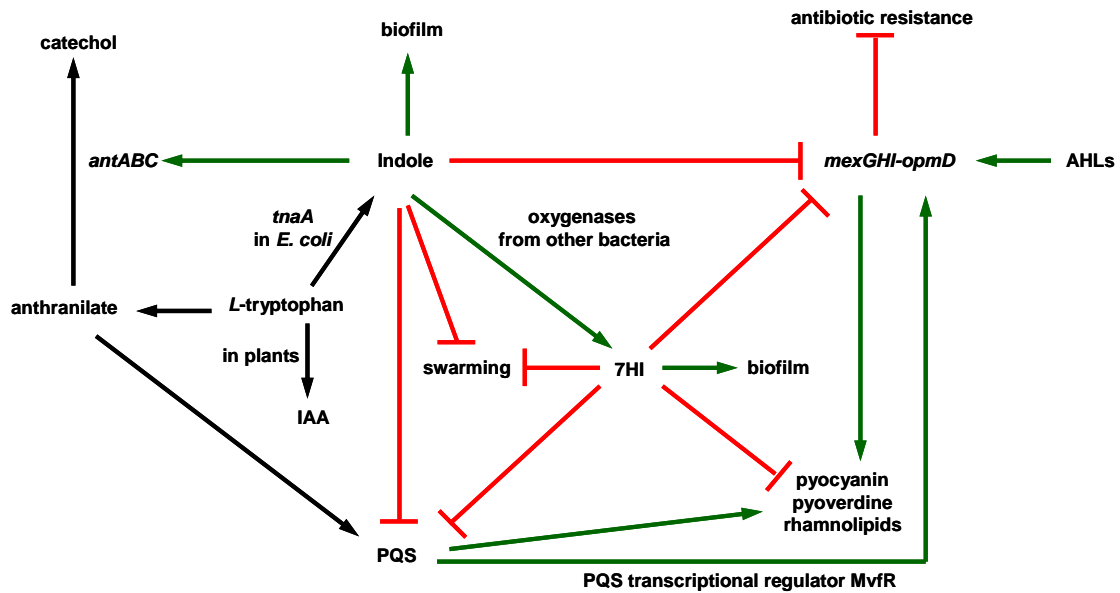 antibiotic resistance
biofilm
catechol
antABC
Indole
mexGHI-opmD
AHLs
tnaA
in E. coli
oxygenases
from other bacteria
anthranilate
L-tryptophan
in plants
swarming
7HI
biofilm
IAA
pyocanin
pyoverdine
rhamnolipids
PQS
PQS transcriptional regulator MvfR